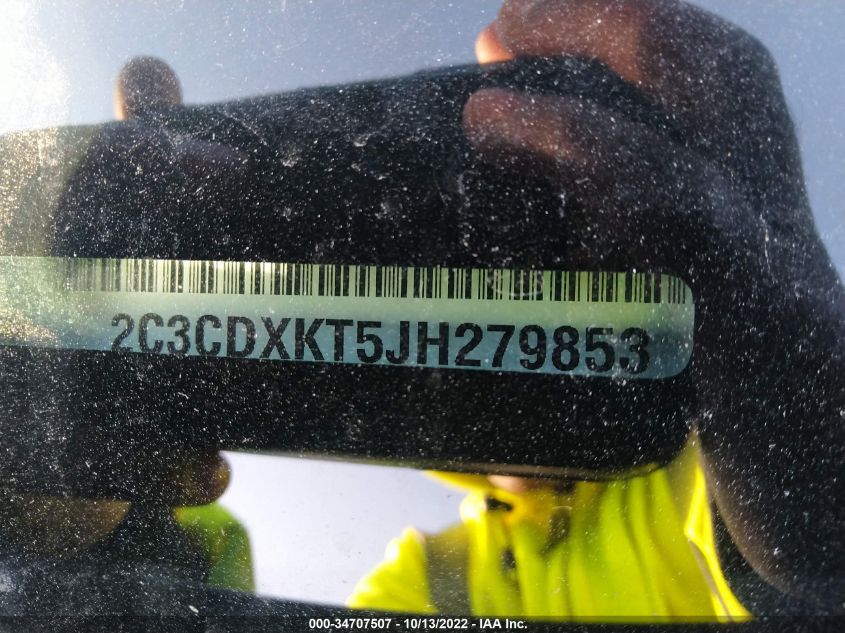 2C3CDXKT5JH279853
000-34707507 - 10/13/2022 - IAA Inc.